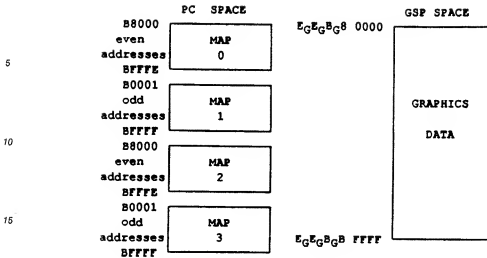 PC SPACE
GSP SPACE
B8000
EGEGBG8 0000
even MAP
5
addresses 0
BFFFE
B0001
odd MAP
GRAPHICS
addresses 1
BFFFF
DATA
10
B8000
even MAP
addresses 2
BFFFE
B0001
15
odd MAP
addresses 3
EGEGBGB FFFF
BFFFF